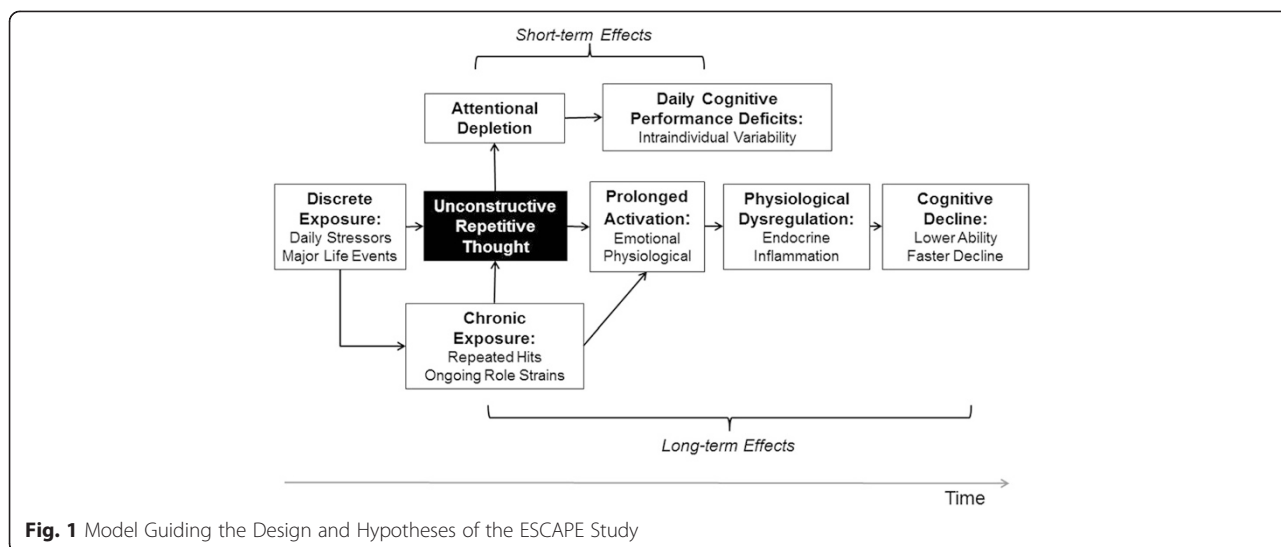 Short-term Effects
Attentional
Depletion
Daily Cognitive
Performance Deficits:
Intraindividual Variability
Discrete
Exposure:
Daily Stressors
Major Life Events
Unconstructive
Repetitive
Thought
Prolonged
Activation:
Emotional
Physiological
Physiological
Dysregulation:
Endocrine
Inflammation
Cognitive
Decline:
Lower Ability
Faster Decline
Chronic
Exposure:
Repeated Hits
Ongoing Role Strains
Long-term Effects
Time
Fig. 1 Model Guiding the Design and Hypotheses of the ESCAPE Study